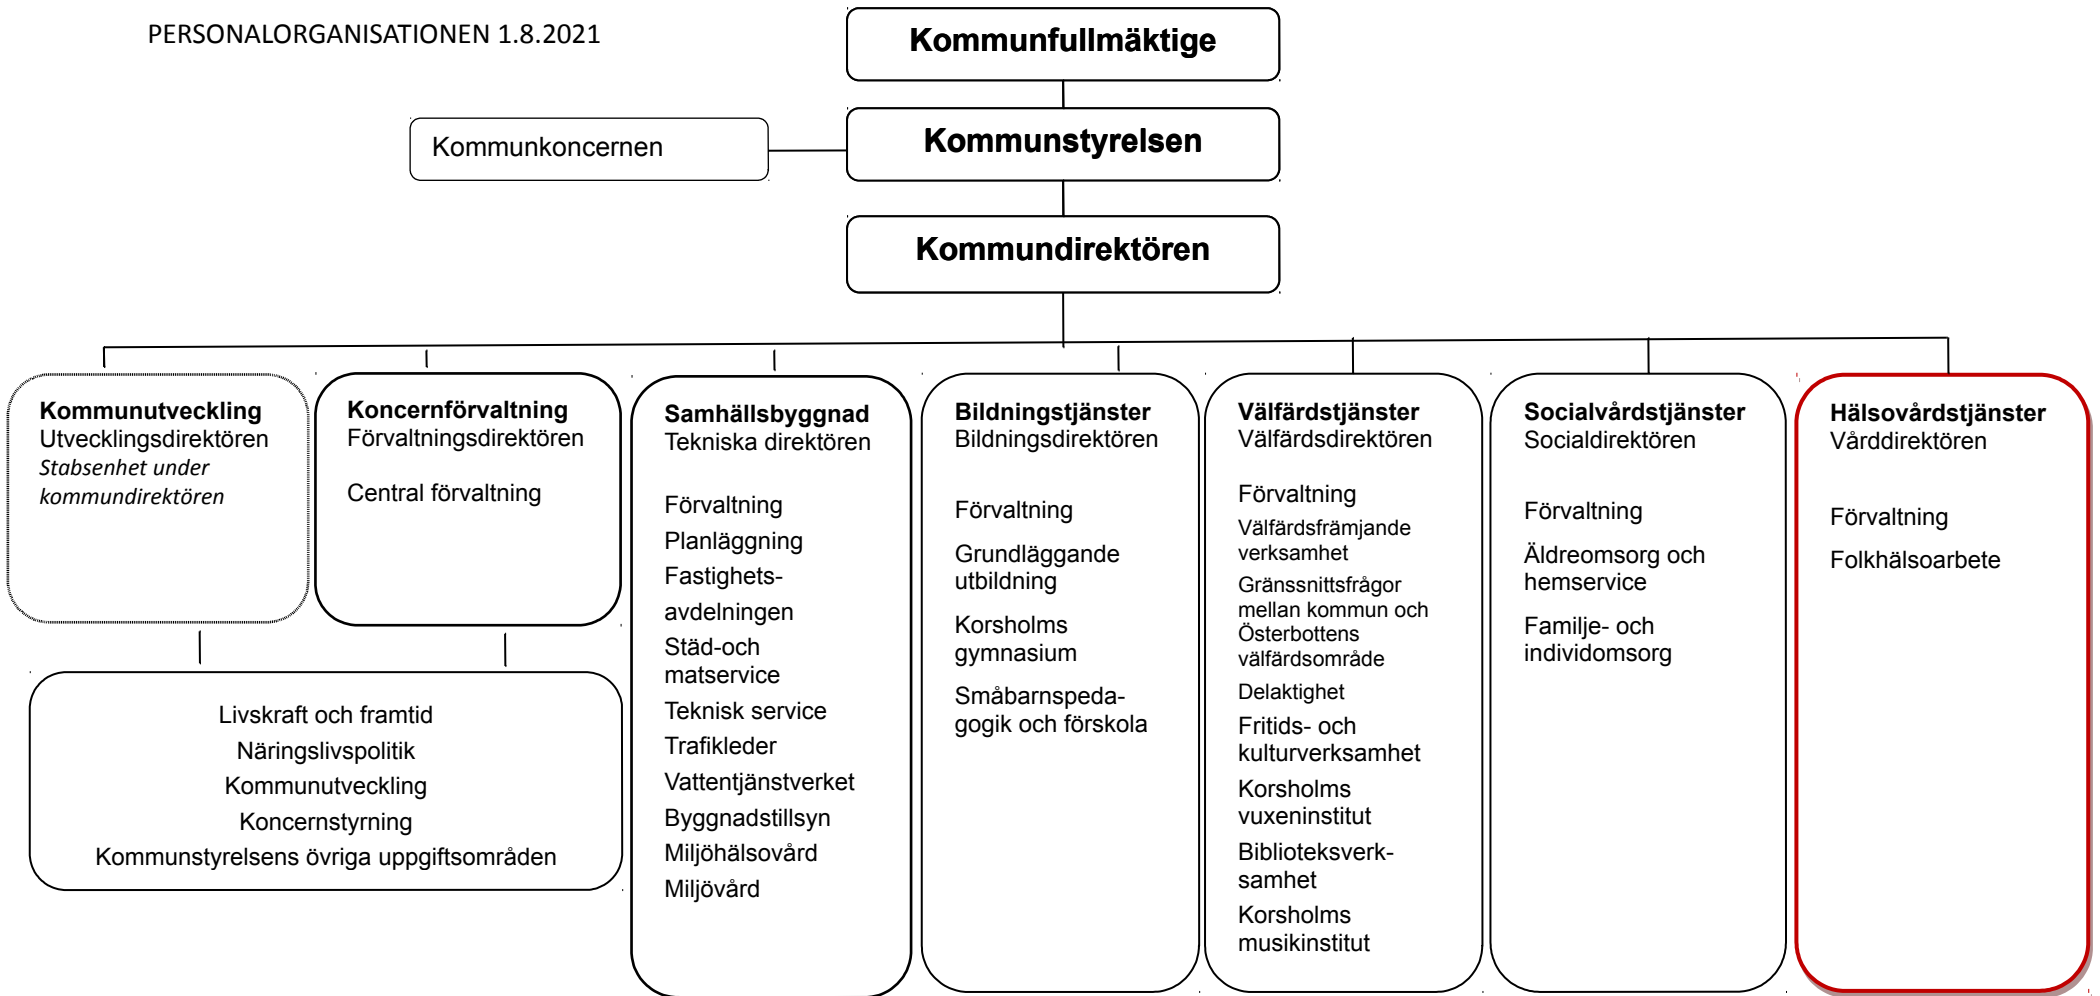 PERSONALORGANISATIONEN 1.8.2021
Kommunfullmäktige
Kommunkoncernen
Kommunstyrelsen
Kommundirektören
Kommunutveckling
Utvecklingsdirektören
Stabsenhet under
kommundirektören
Koncernförvaltning
Förvaltningsdirektören
Central förvaltning
Livskraft och framtid
Näringslivspolitik
Kommunutveckling
Koncernstyrning
Kommunstyrelsens övriga uppgiftsområden
Samhällsbyggnad
Tekniska direktören
Förvaltning
Planläggning
Fastighets-
avdelningen
Städ-och
matservice
Teknisk service
Trafikleder
Vattentjänstverket
Byggnadstillsyn
Miljöhälsovård
Miljövård
Bildningstjänster
Bildningsdirektören
Förvaltning
Grundläggande
utbildning
Korsholms
gymnasium
Småbarnspeda-
gogik och förskola
Välfärdstjänster
Välfärdsdirektören
Förvaltning
Välfärdsfrämjande
verksamhet
Gränssnittsfrågor
mellan kommun och
Österbottens
välfärdsområde
Delaktighet
Fritids- och
kulturverksamhet
Korsholms
vuxeninstitut
Biblioteksverk-
samhet
Korsholms
musikinstitut
Socialvårdstjänster
Socialdirektören
Förvaltning
Äldreomsorg och
hemservice
Familje- och
individomsorg
Hälsovårdstjänster
Vårddirektören
Förvaltning
Folkhälsoarbete